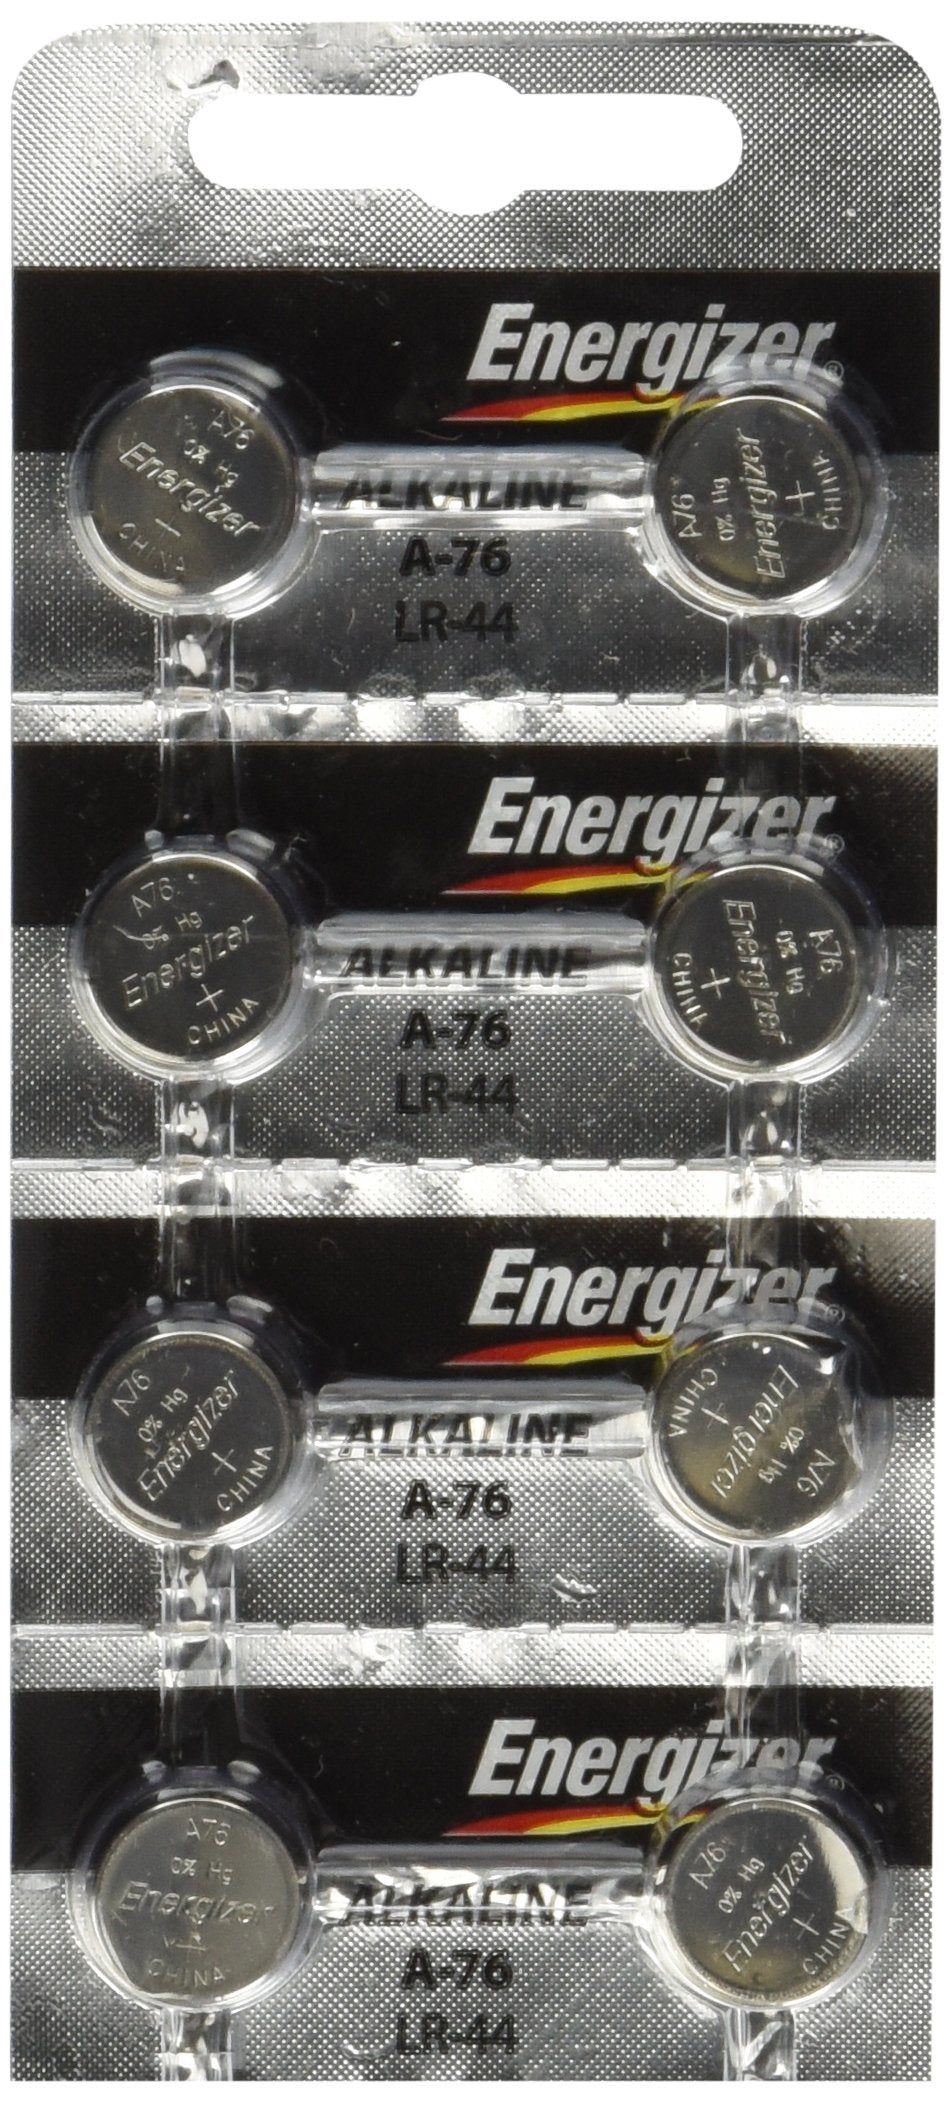 Energizer®
A76
0% Hg
Energizer
+
CHINA
ALKALINE
A76
0% Hg
Energizer
+
CHINA
A-76
LR-44
Energizer®
A76
0% Hg
Energizer
+
CHINA
ALKALINE
A76
0% Hg
Energizer
+
CHINA
A-76
LR-44
Energizer®
A76
0% Hg
Energizer
+
CHINA
ALKALINE
A76
0% Hg
Energizer
+
CHINA
A-76
LR-44
Energizer®
A76
0% Hg
Energizer
+
CHINA
ALKALINE
A76
0% Hg
Energizer
+
CHINA
A-76
LR-44